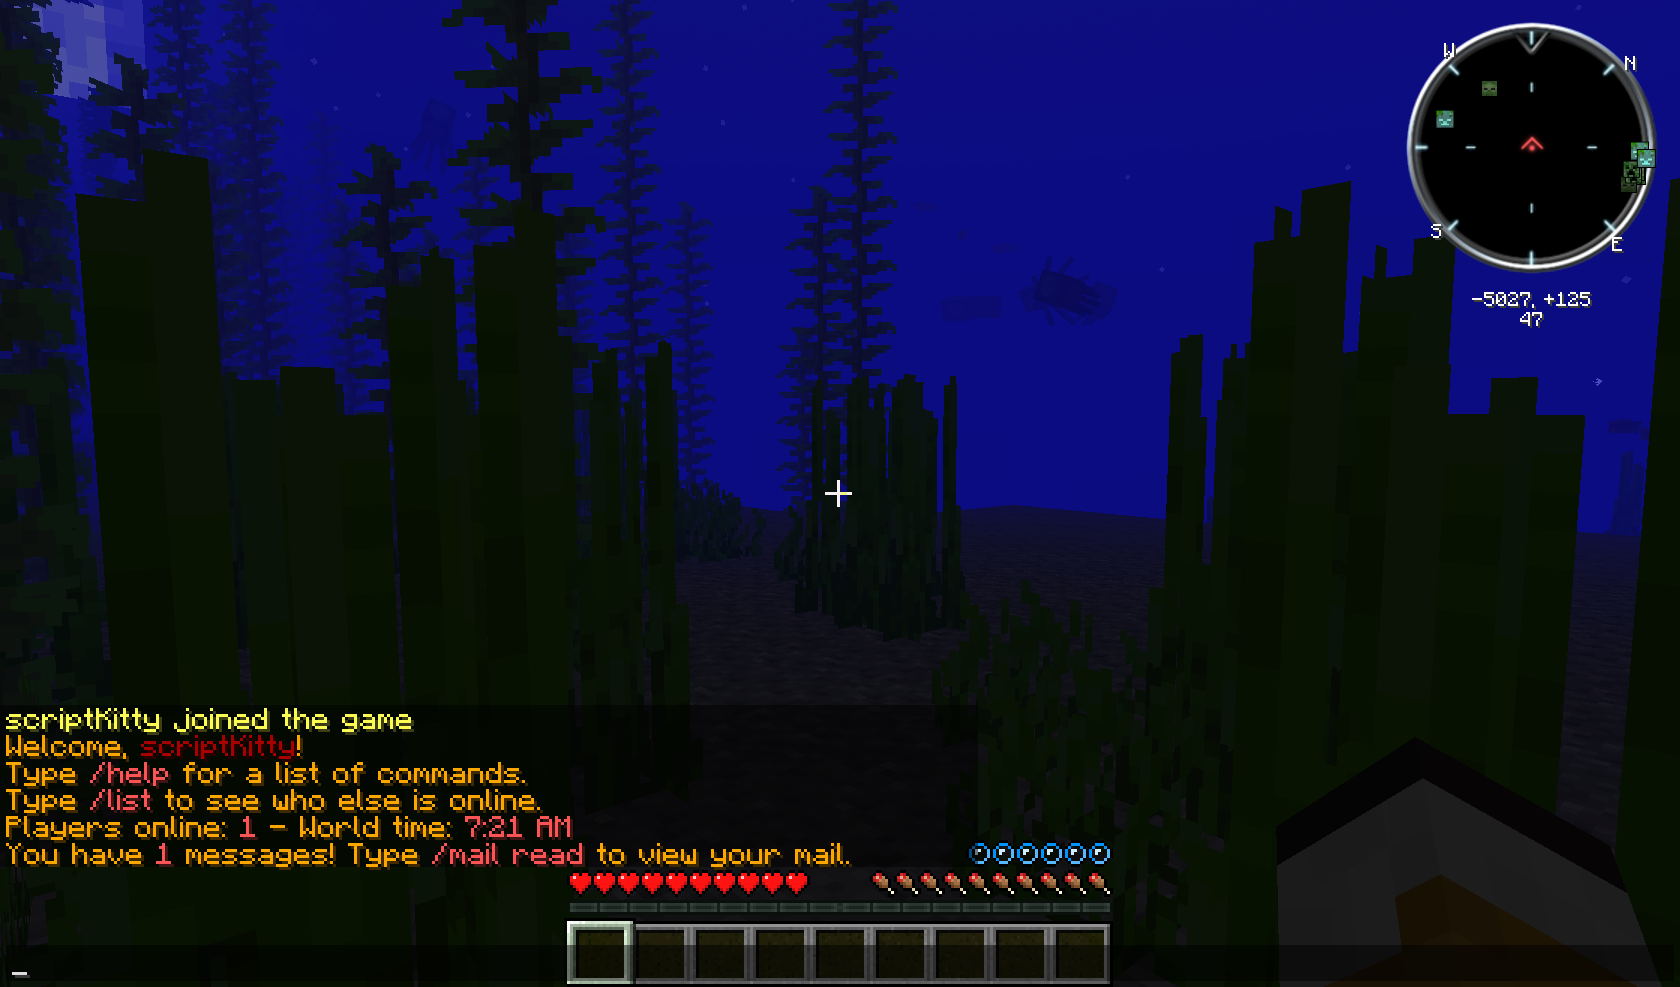 W
N
S
E
-5027, +125
47
scriptKitty joined the game
Welcome, scriptKitty!
Type /help for a list of commands.
Type /list to see who else is online.
Players online: 1 - World time: 7:21 AM
You have 1 messages! Type /mail read to view your mail.
_